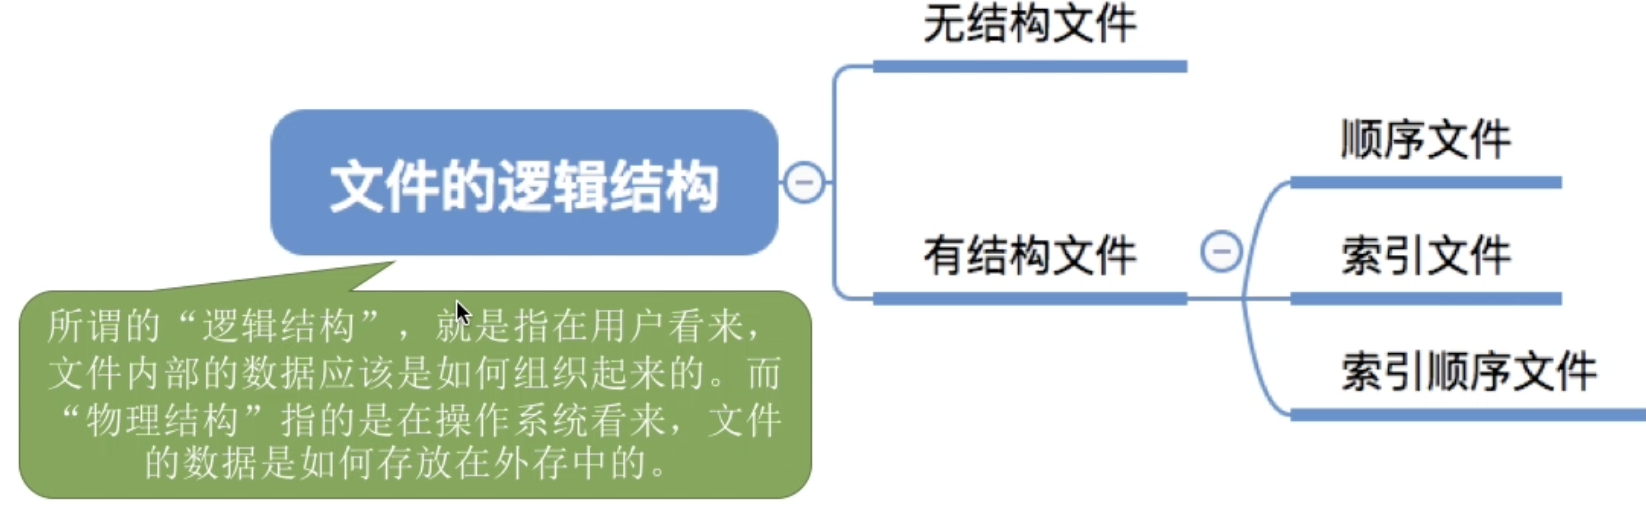 无结构文件
顺序文件
文件的逻辑结构
有结构文件
索引文件
索引顺序文件
所谓的“逻辑结构”，就是指在用户看来，
文件内部的数据应该是如何组织起来的。而
“物理结构”指的是在操作系统看来，文件
的数据是如何存放在外存中的。